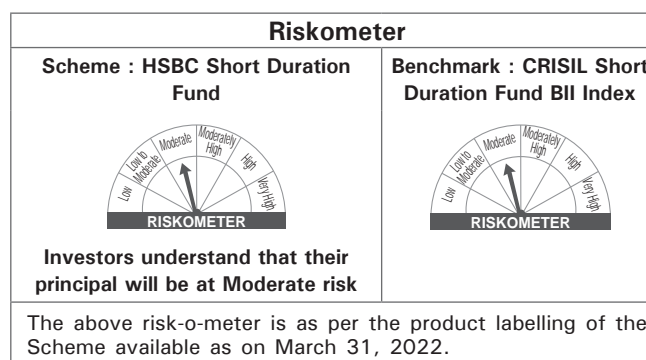 Riskometer
Scheme : HSBC Short Duration
Fund
Low
Low to
Moderate
Moderate
Moderately
High
High
Very High
RISKOMETER
Investors understand that their
principal will be at Moderate risk
Benchmark : CRISIL Short
Duration Fund BII Index
Low
Low to
Moderate
Moderate
Moderately
High
High
Very High
RISKOMETER
The above risk-o-meter is as per the product labelling of the
Scheme available as on March 31, 2022.